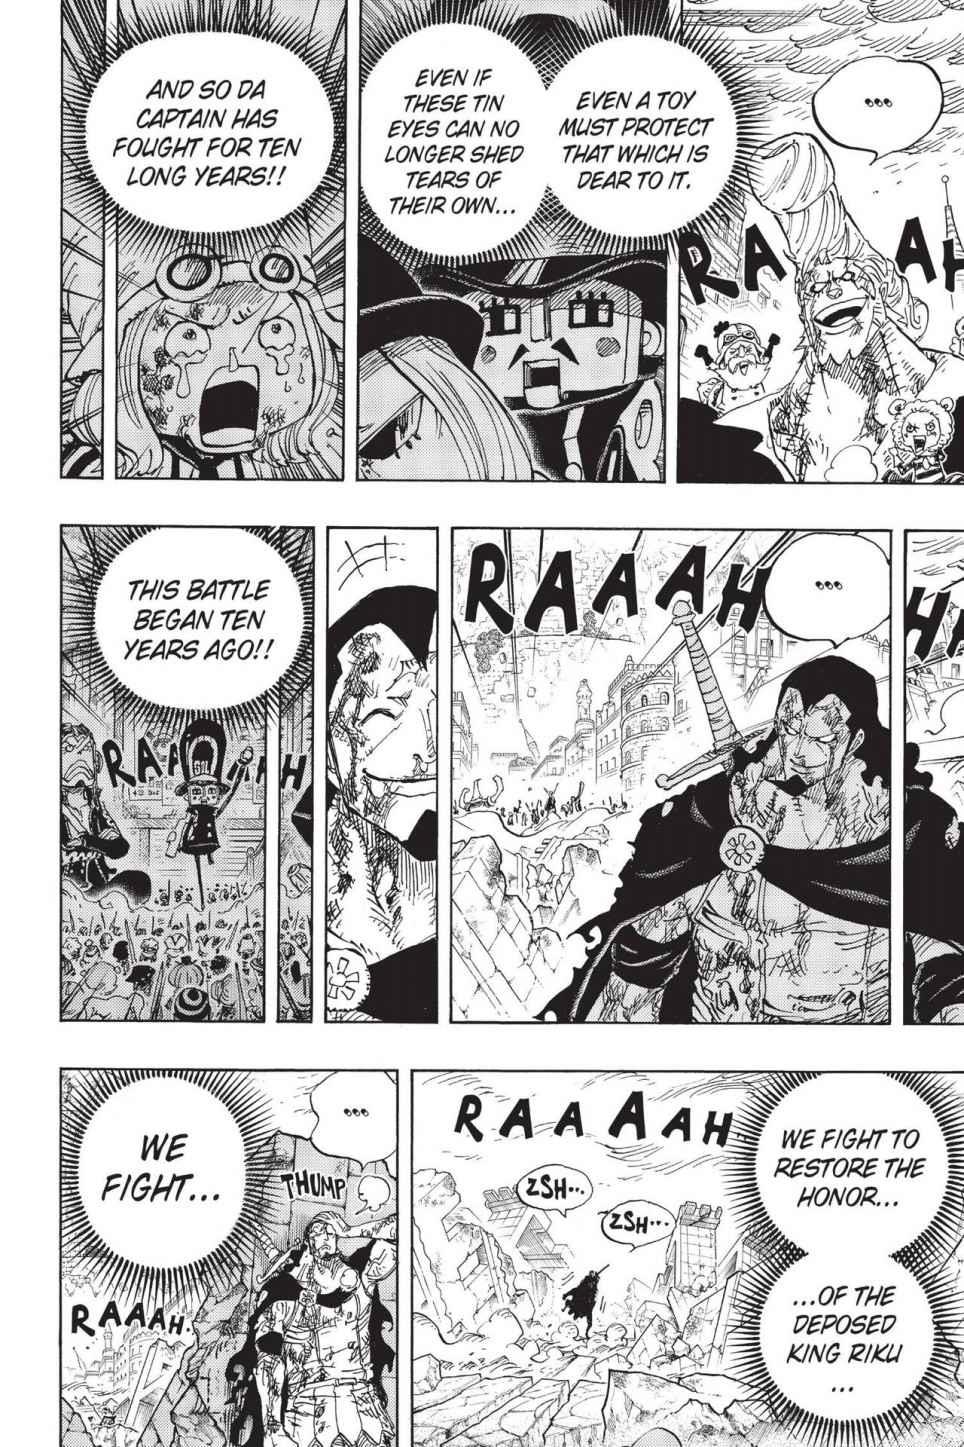 ...
EVEN A TOY
MUST PROTECT
THAT WHICH IS
DEAR TO IT.
EVEN IF
THESE TIN
EYES CAN NO
LONGER SHED
TEARS OF
THEIR OWN...
AND SO DA
CAPTAIN HAS
FOUGHT FOR TEN
LONG YEARS!!
RA AH
...
RAAAAH
THIS BATTLE
BEGAN TEN
YEARS AGO!!
WE FIGHT TO
RESTORE THE
HONOR...
...OF THE
DEPOSED
KING RIKU
...
RAAAAH
ZSH...
ZSH...
...
THUMP
WE
FIGHT...
RAAAH.